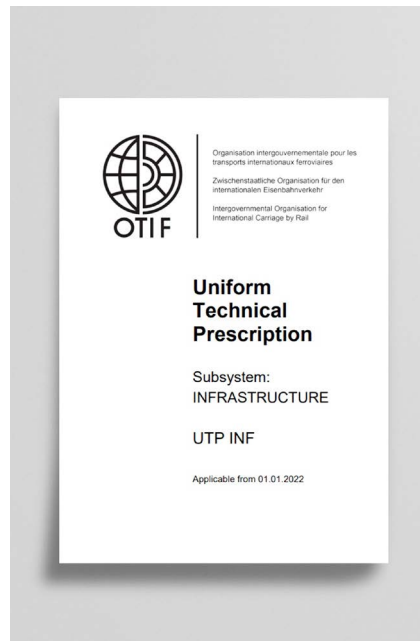 OTIF
Organisation intergouvernementale pour les
transports internationaux ferroviaires
Zwischenstaatliche Organisation für den
internationalen Eisenbahnverkehr
Intergovernmental Organisation for
International Carriage by Rail
Uniform
Technical
Prescription
Subsystem:
INFRASTRUCTURE
UTP INF
Applicable from 01.01.2022